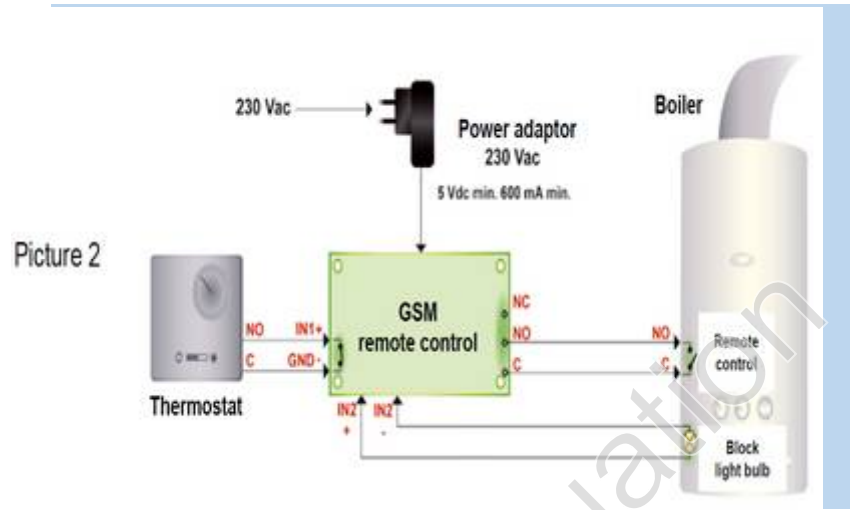 230 Vac
Power adaptor
230 Vac
5 Vdc min. 600 mA min.
Boiler
Picture 2
Thermostat
NO
C
IN1+
GND -
GSM
remote control
NC
NO
C
NO
C
Remote
control
IN2
+
IN2
-
Block
light bulb
uation